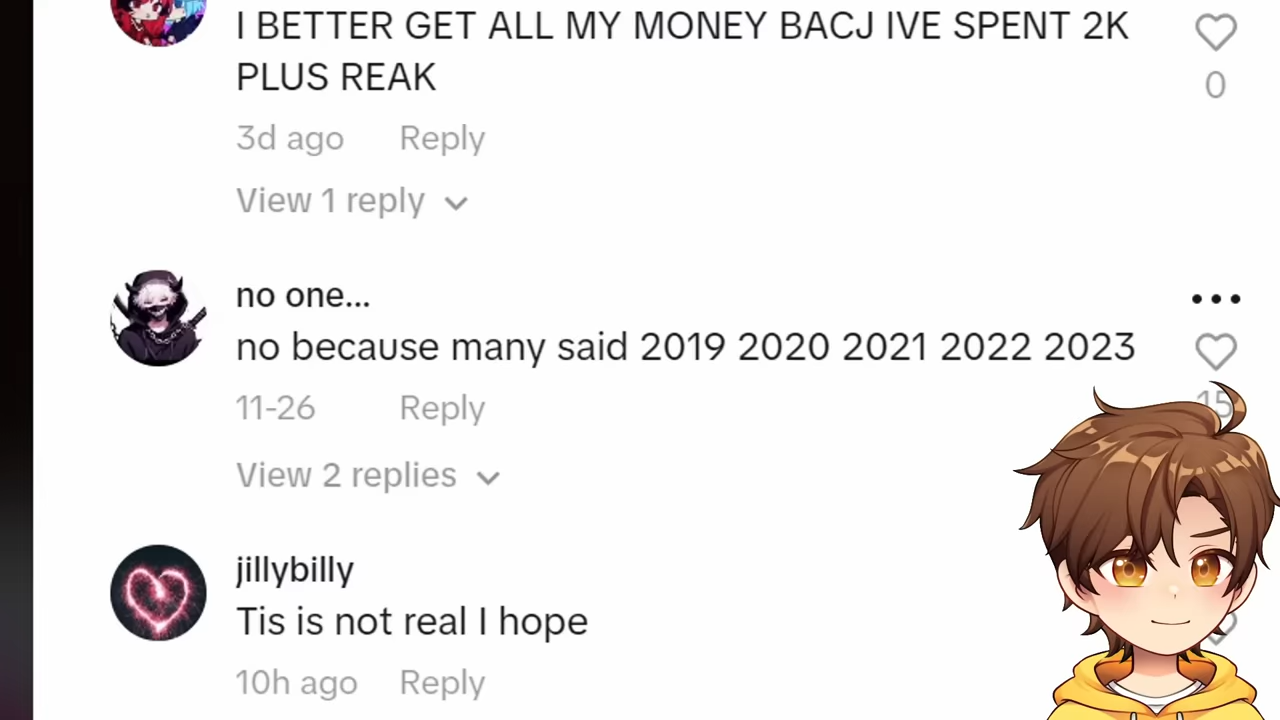 I BETTER GET ALL MY MONEY BACJ IVE SPENT 2K
PLUS REAK
0
3d ago Reply
View 1 reply
no one...
no because many said 2019 2020 2021 2022 2023
11-26 Reply
15
View 2 replies
jillybilly
Tis is not real I hope
10h ago Reply